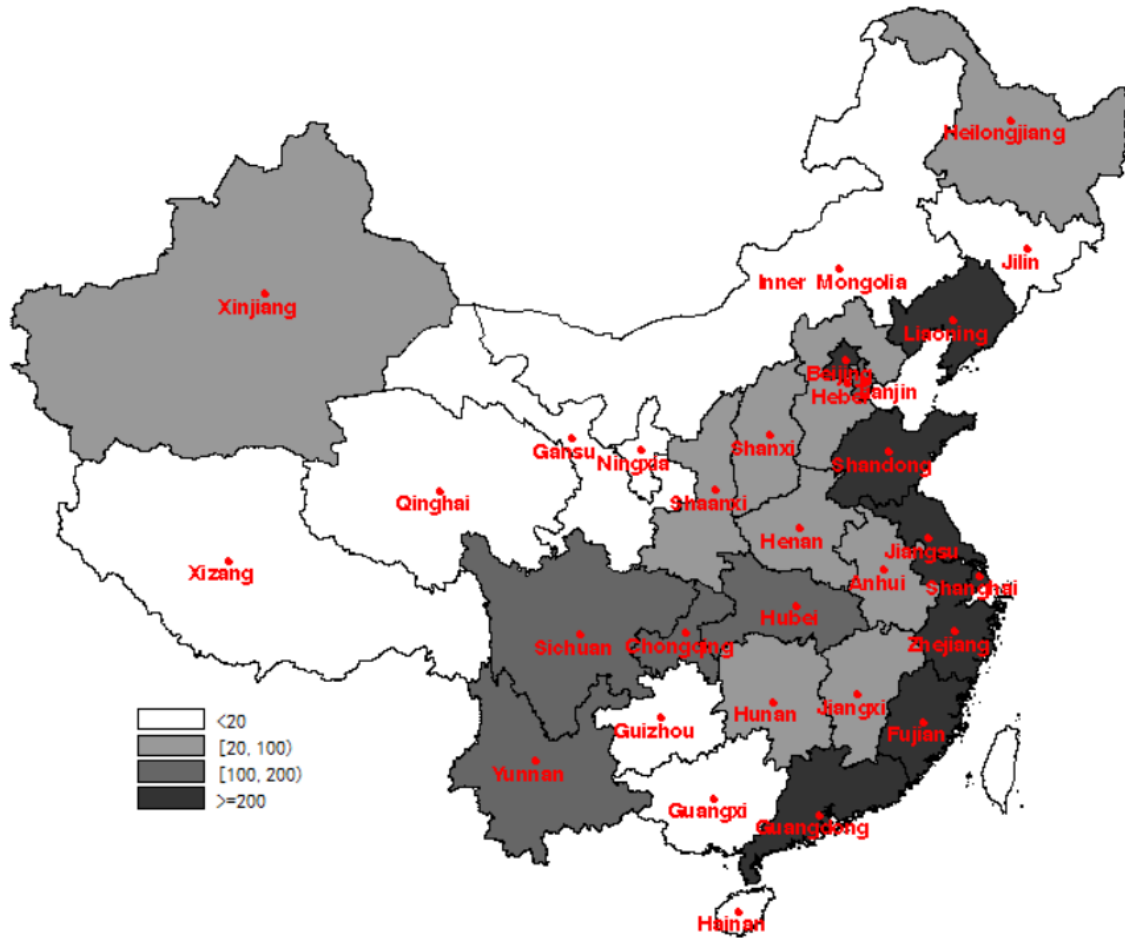 Heilongjiang
Jilin
Inner Mongolia
Xinjiang
Liaoning
Beijing
Tianjin
Hebei
Gansu
Ningxia
Shanxi
Shandong
Qinghai
Shaanxi
Henan
Jiangsu
Xizang
Anhui
Shanghai
Hubei
Sichuan
Chongqing
Zhejiang
Hunan
Jiangxi
Guizhou
Fujian
<20
[20, 100)
[100, 200)
>=200
Yunnan
Guangxi
Guangdong
Hainan